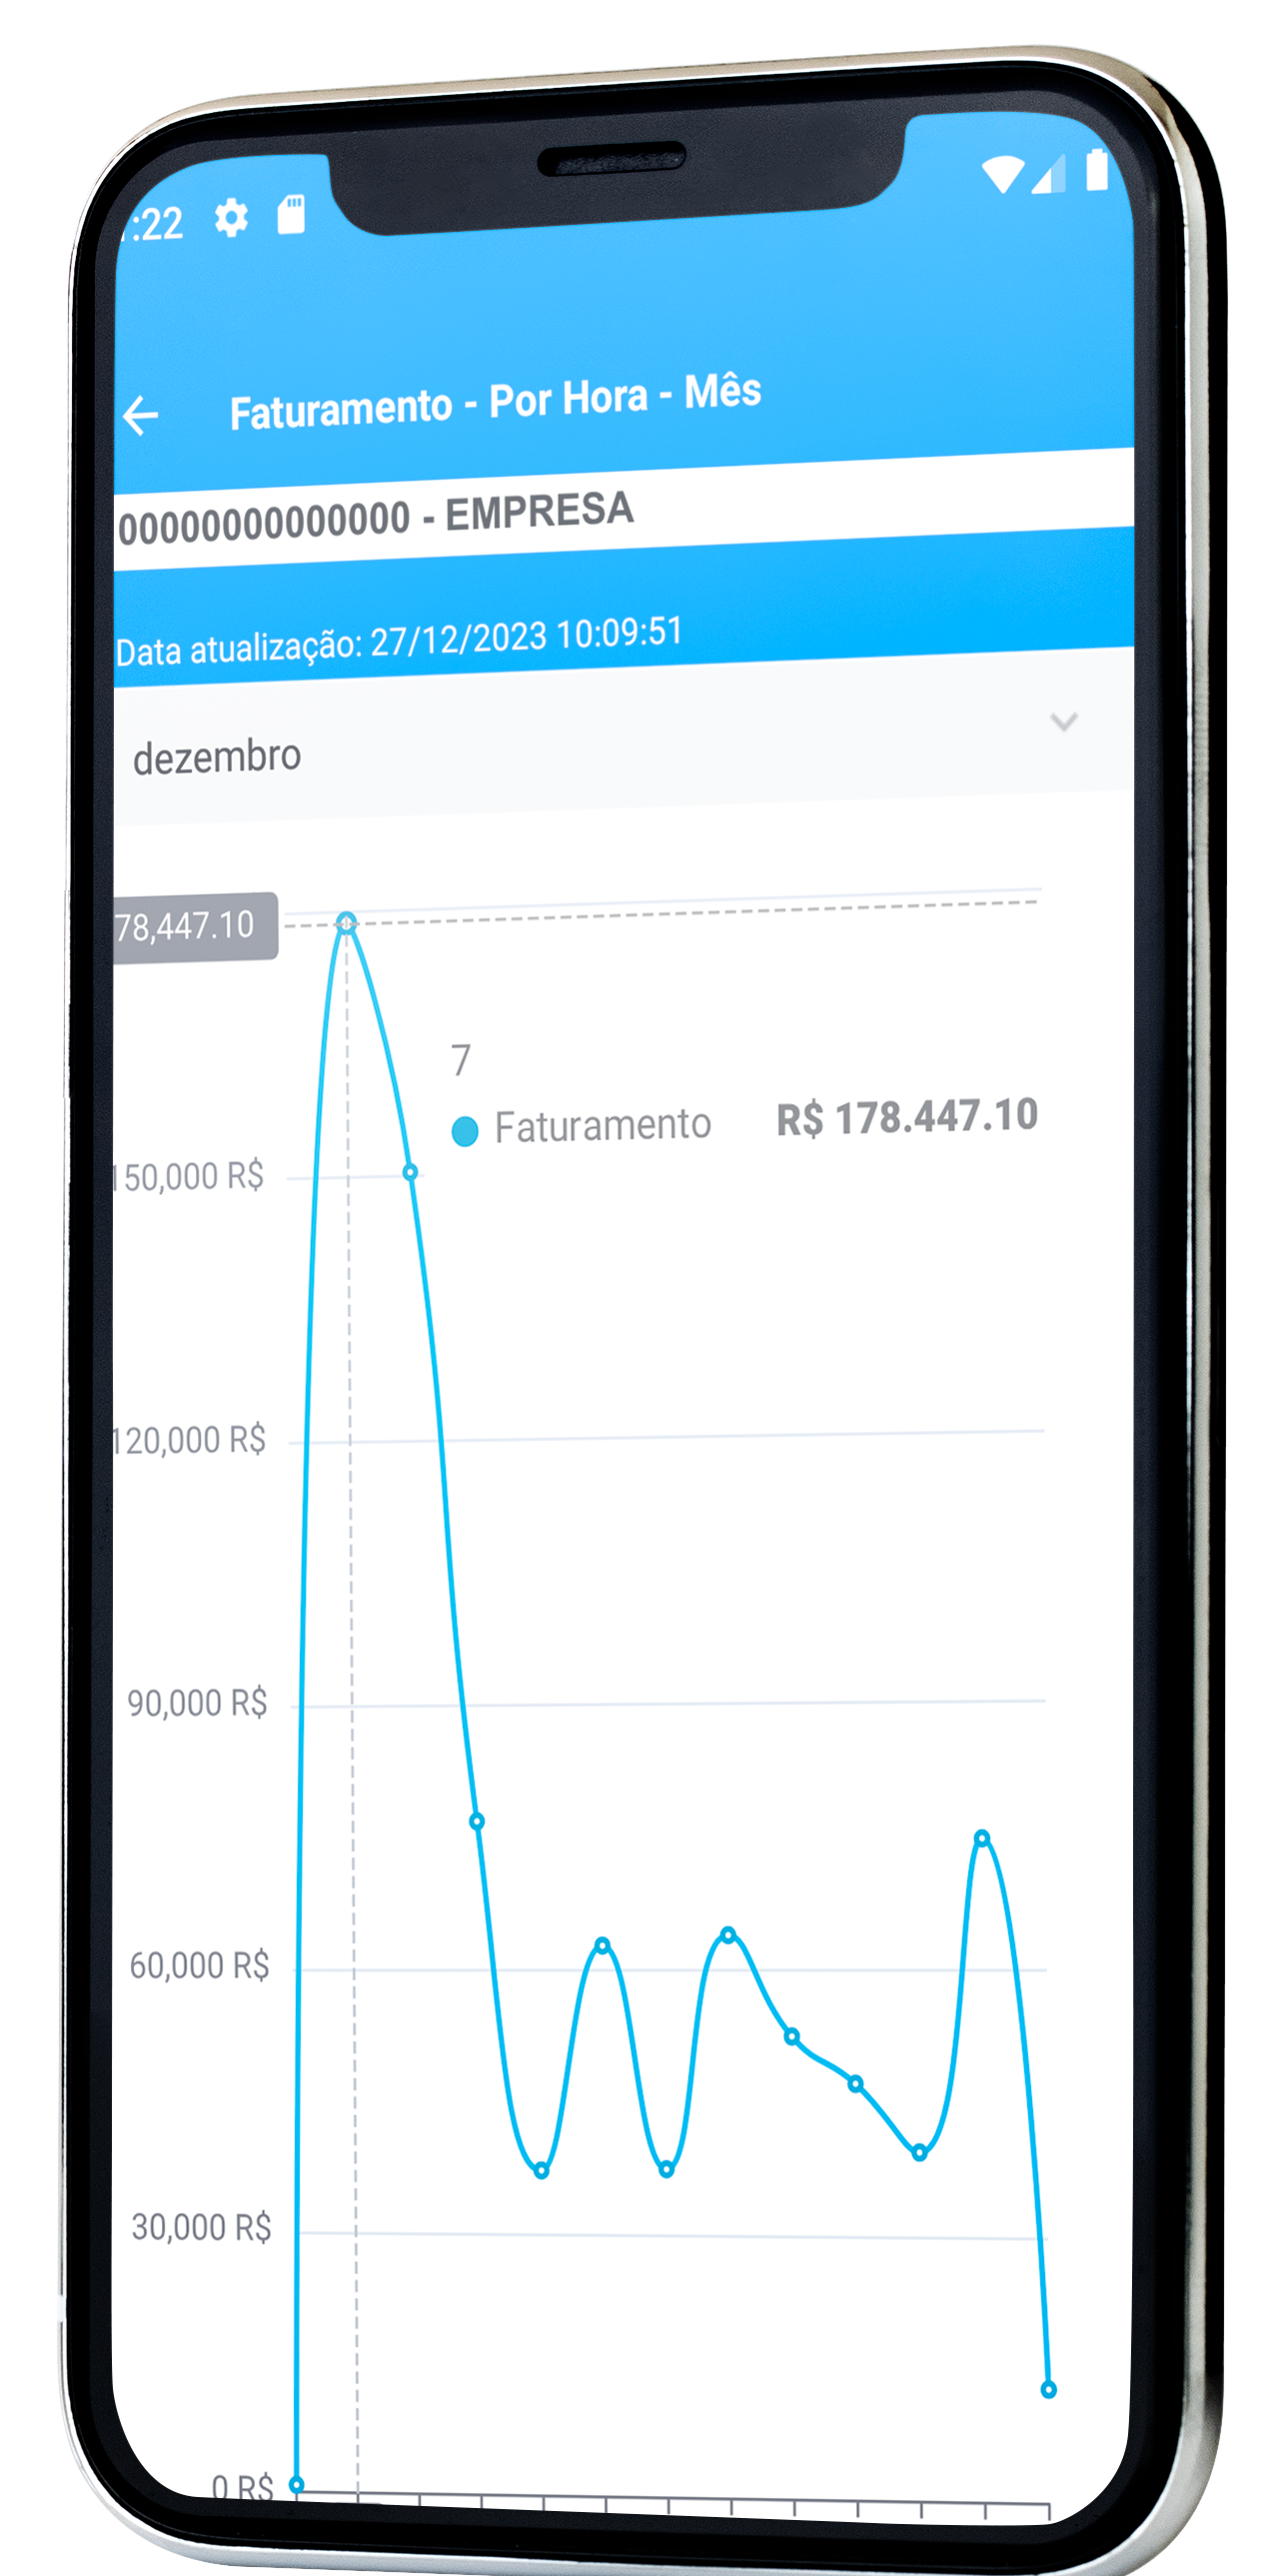 :22
Faturamento - Por Hora - Mês
00000000000000 - EMPRESA
Data atualização: 27/12/2023 10:09:51
dezembro
78,447.10
7
Faturamento R$ 178.447.10
150,000 R$
120,000 R$
90,000 R$
60,000 R$
30,000 R$
0 R$